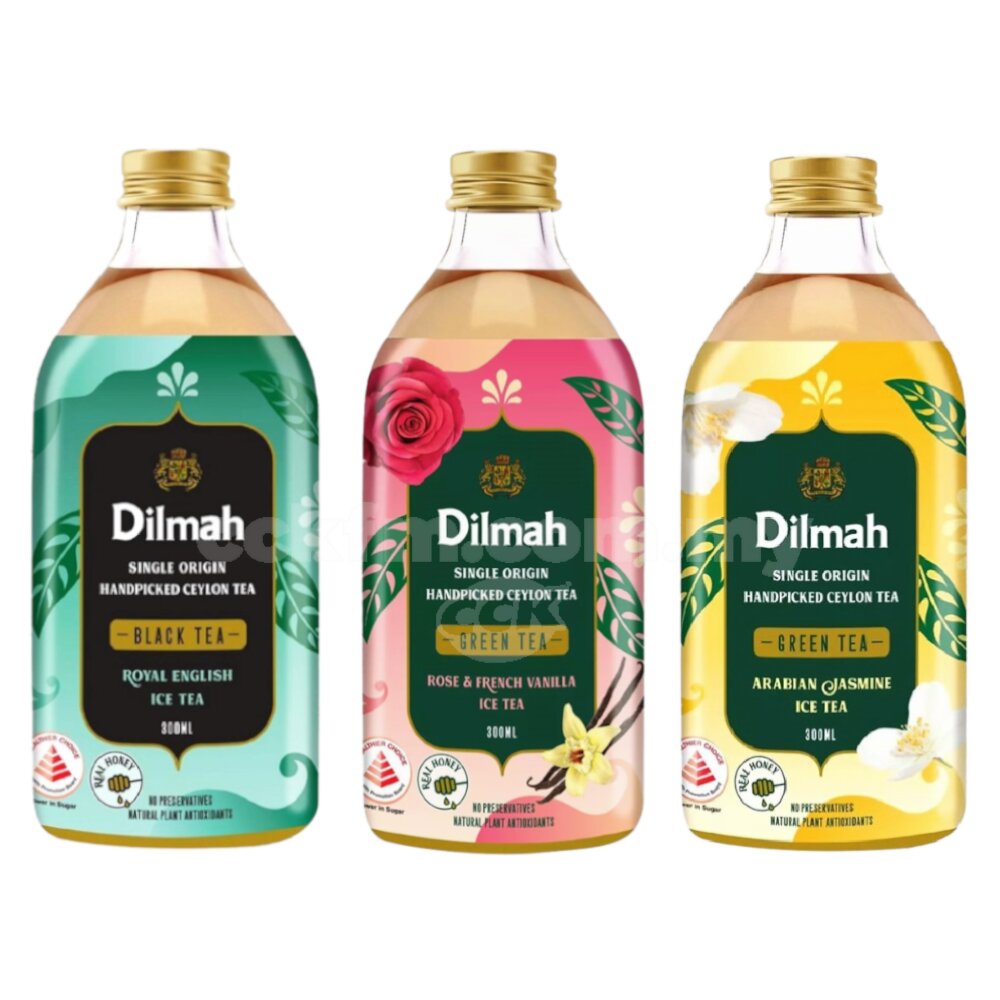 Dilmah
SINGLE ORIGIN
HANDPICKED CEYLON TEA
BLACK TEA
ROYAL ENGLISH
ICE TEA
300ML
REAL HONEY
NO PRESERVATIVES
NATURAL PLANT ANTIOXIDANTS
Dilmah
SINGLE ORIGIN
HANDPICKED CEYLON TEA
GREEN TEA
ROSE & FRENCH VANILLA
ICE TEA
300ML
REAL HONEY
NO PRESERVATIVES
NATURAL PLANT ANTIOXIDANTS
Dilmah
SINGLE ORIGIN
HANDPICKED CEYLON TEA
GREEN TEA
ARABIAN JASMINE
ICE TEA
300ML
REAL HONEY
NO PRESERVATIVES
NATURAL PLANT ANTIOXIDANTS
CCK